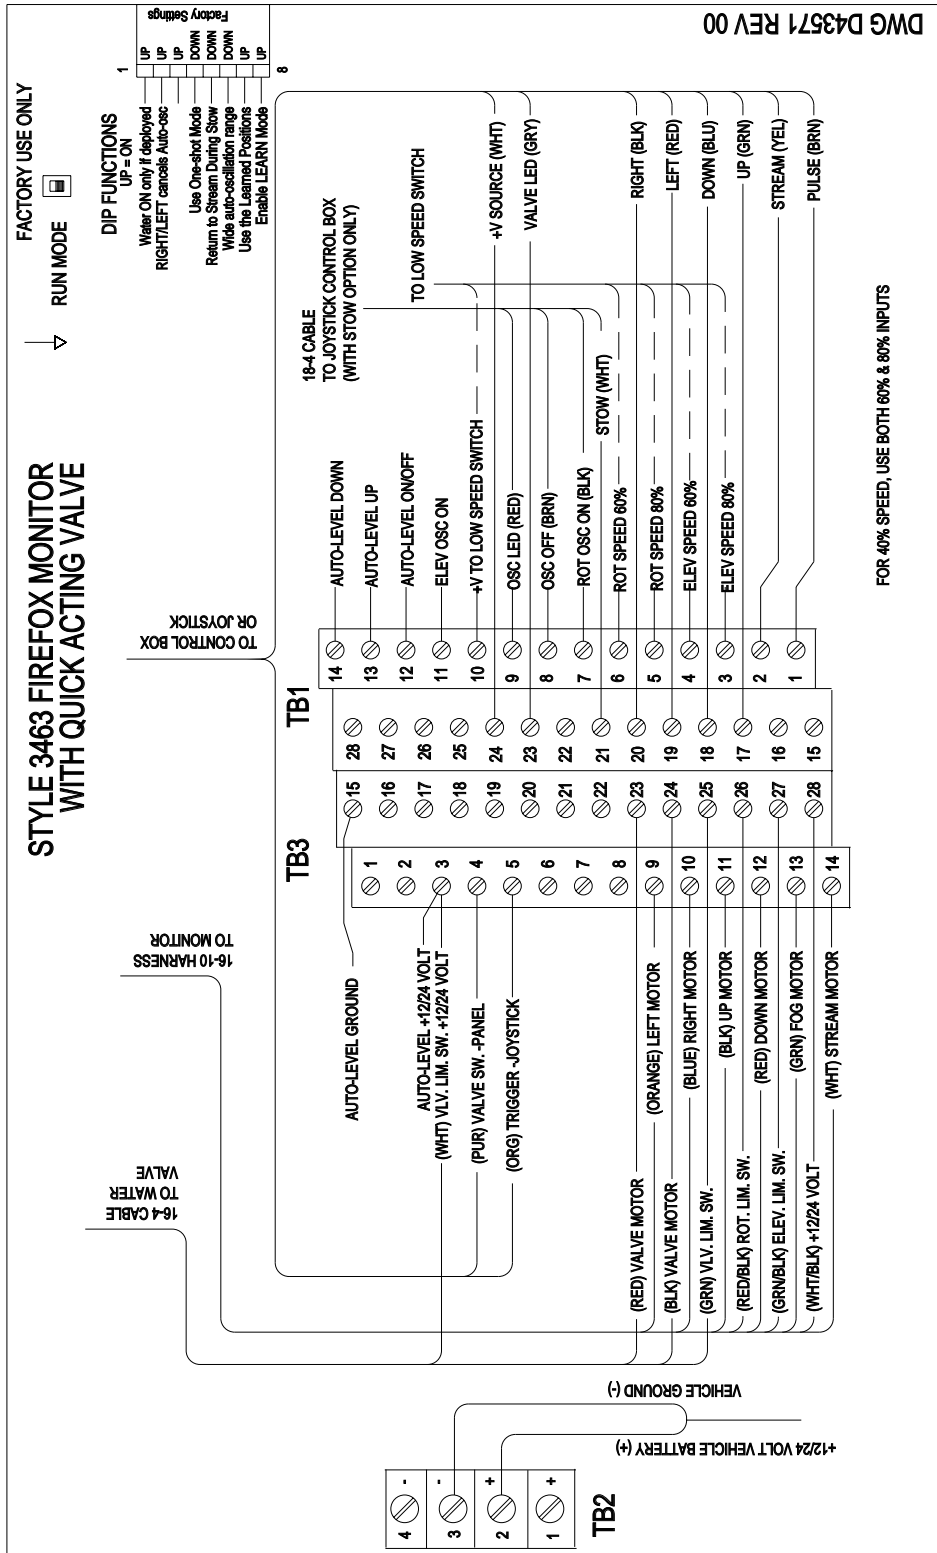 STYLE 3463 FIREFOX MONITOR
WITH QUICK ACTING VALVE
FACTORY USE ONLY
RUN MODE
DIP FUNCTIONS
UP = ON
1
Water ON only if deployed UP
RIGHT/LEFT cancels Auto-osc UP
UP
Use One-shot Mode DOWN
Return to Stream During Stow DOWN
Wide auto-oscillation range DOWN
Use the Learned Positions UP
Enable LEARN Mode UP
8
Factory Settings
DWG D43571 REV 00
16-4 CABLE
TO WATER
VALVE
16-10 HARNESS
TO MONITOR
TO CONTROL BOX
OR JOYSTICK
18-4 CABLE
TO JOYSTICK CONTROL BOX
(WITH STOW OPTION ONLY)
TO LOW SPEED SWITCH
TB1
14 AUTO-LEVEL DOWN
13 AUTO-LEVEL UP
12 AUTO-LEVEL ON/OFF
11 ELEV OSC ON
10 +V TO LOW SPEED SWITCH
9 OSC LED (RED)
8 OSC OFF (BRN)
7 ROT OSC ON (BLK)
6 ROT SPEED 60%
5 ROT SPEED 80%
4 ELEV SPEED 60%
3 ELEV SPEED 80%
2 STREAM (YEL)
1 PULSE (BRN)
28
27
26
25
24 +V SOURCE (WHT)
23 VALVE LED (GRY)
22
21 STOW (WHT)
20 RIGHT (BLK)
19 LEFT (RED)
18 DOWN (BLU)
17 UP (GRN)
16
15
TB3
AUTO-LEVEL GROUND 15
16
17
18
19
20
21
22
(RED) VALVE MOTOR 23
(BLK) VALVE MOTOR 24
(GRN) VLV. LIM. SW. 25
(RED/BLK) ROT. LIM. SW. 26
(GRN/BLK) ELEV. LIM. SW. 27
(WHT/BLK) +12/24 VOLT 28
1
2
AUTO-LEVEL +12/24 VOLT
(WHT) VLV. LIM. SW. +12/24 VOLT 3
(PUR) VALVE SW. -PANEL 4
(ORG) TRIGGER -JOYSTICK 5
6
7
8
(ORANGE) LEFT MOTOR 9
(BLUE) RIGHT MOTOR 10
(BLK) UP MOTOR 11
(RED) DOWN MOTOR 12
(GRN) FOG MOTOR 13
(WHT) STREAM MOTOR 14
FOR 40% SPEED, USE BOTH 60% & 80% INPUTS
VEHICLE GROUND (-)
+12/24 VOLT VEHICLE BATTERY (+)
4 -
3 -
2 +
1 +
TB2